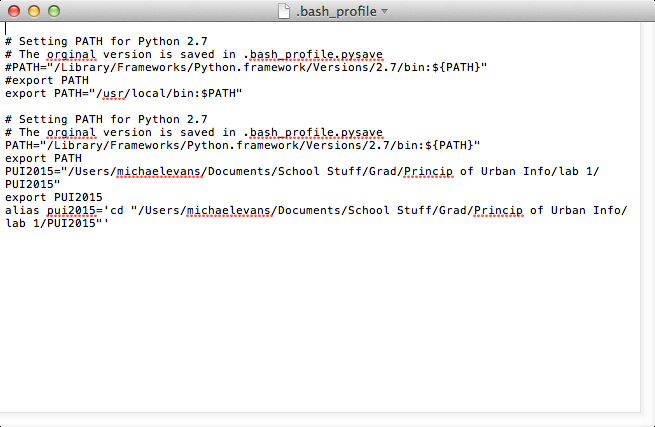 .bash_profile
# Setting PATH for Python 2.7
# The orginal version is saved in .bash_profile.pysave
#PATH="/Library/Frameworks/Python.framework/Versions/2.7/bin:${PATH}"
#export PATH
export PATH="/usr/local/bin:$PATH"
# Setting PATH for Python 2.7
# The orginal version is saved in .bash_profile.pysave
PATH="/Library/Frameworks/Python.framework/Versions/2.7/bin:${PATH}"
export PATH
PUI2015="/Users/michaelevans/Documents/School Stuff/Grad/Princip of Urban Info/lab 1/
PUI2015"
export PUI2015
alias pui2015='cd "/Users/michaelevans/Documents/School Stuff/Grad/Princip of Urban Info/
lab 1/PUI2015"'